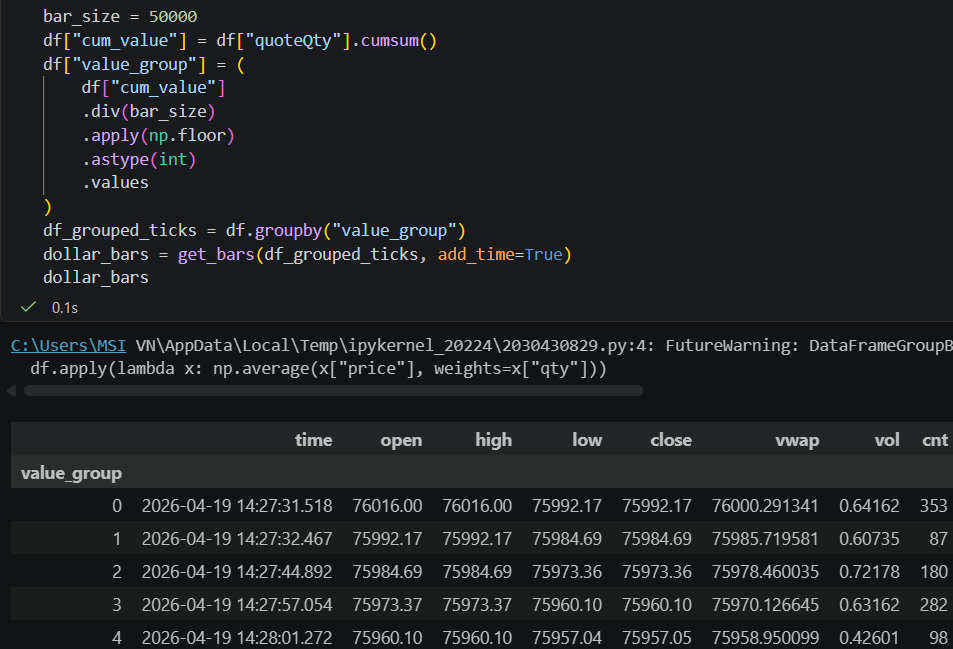 bar_size = 50000
df["cum_value"] = df["quoteQty"].cumsum()
df["value_group"] = (
    df["cum_value"]
    .div(bar_size)
    .apply(np.floor)
    .astype(int)
    .values
)
df_grouped_ticks = df.groupby("value_group")
dollar_bars = get_bars(df_grouped_ticks, add_time=True)
dollar_bars
0.1s
C:\Users\MSI VN\AppData\Local\Temp\ipykernel_20224\2030430829.py:4: FutureWarning: DataFrameGroupB
  df.apply(lambda x: np.average(x["price"], weights=x["qty"]))
time open high low close vwap vol cnt
value_group
0 2026-04-19 14:27:31.518 76016.00 76016.00 75992.17 75992.17 76000.291341 0.64162 353
1 2026-04-19 14:27:32.467 75992.17 75992.17 75984.69 75984.69 75985.719581 0.60735 87
2 2026-04-19 14:27:44.892 75984.69 75984.69 75973.36 75973.36 75978.460035 0.72178 180
3 2026-04-19 14:27:57.054 75973.37 75973.37 75960.10 75960.10 75970.126645 0.63162 282
4 2026-04-19 14:28:01.272 75960.10 75960.10 75957.04 75957.05 75958.950099 0.42601 98